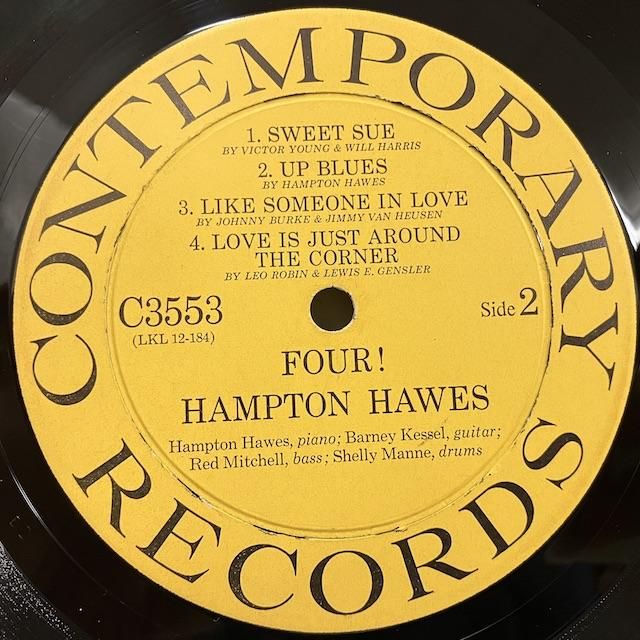 CONTEMPORARY
1. SWEET SUE
BY VICTOR YOUNG & WILL HARRIS
2. UP BLUES
BY HAMPTON HAWES
3. LIKE SOMEONE IN LOVE
BY JOHNNY BURKE & JIMMY VAN HEUSEN
4. LOVE IS JUST AROUND
THE CORNER
BY LEO ROBIN & LEWIS E. GENSLER
C3553
(LKL 12-184)
Side 2
FOUR!
HAMPTON HAWES
Hampton Hawes, piano; Barney Kessel, guitar;
Red Mitchell, bass; Shelly Manne, drums
RECORDS